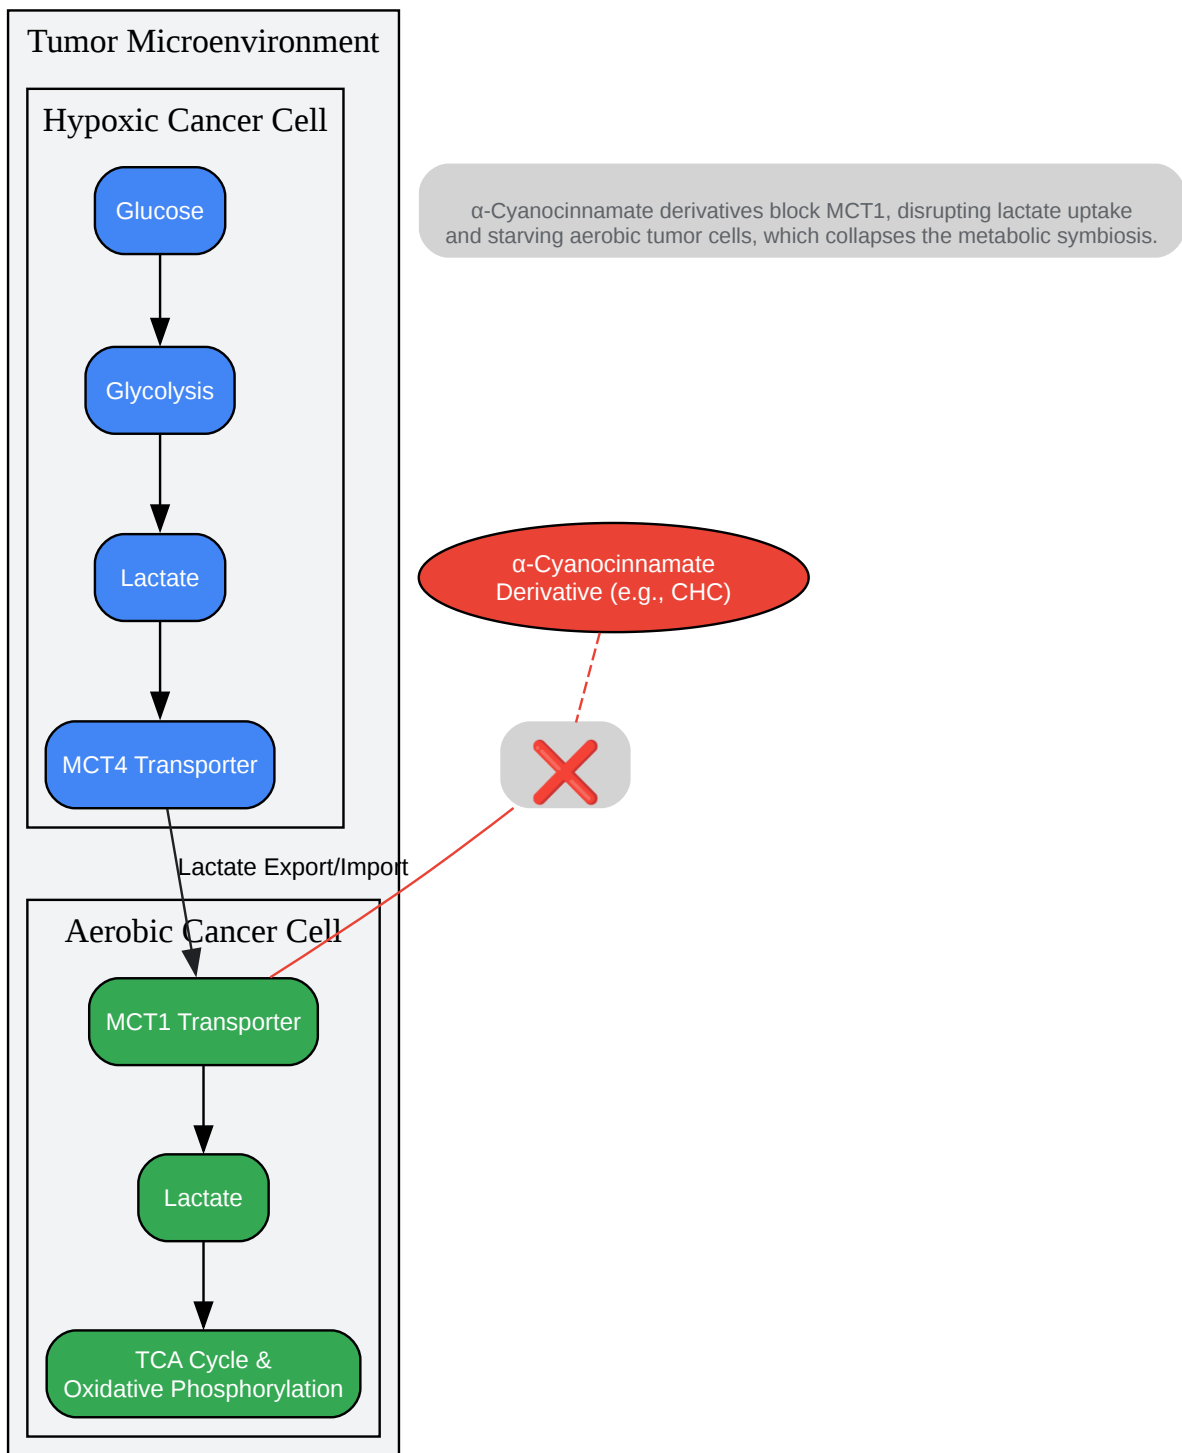 Tumor Microenvironment
Hypoxic Cancer Cell
Glucose
α-Cyanocinnamate derivatives block MCT1, disrupting lactate uptake
and starving aerobic tumor cells, which collapses the metabolic symbiosis.
Glycolysis
Lactate
α-Cyanocinnamate
Derivative (e.g., CHC)
MCT4 Transporter
Lactate Export/Import
Aerobic Cancer Cell
MCT1 Transporter
Lactate
TCA Cycle &
Oxidative Phosphorylation